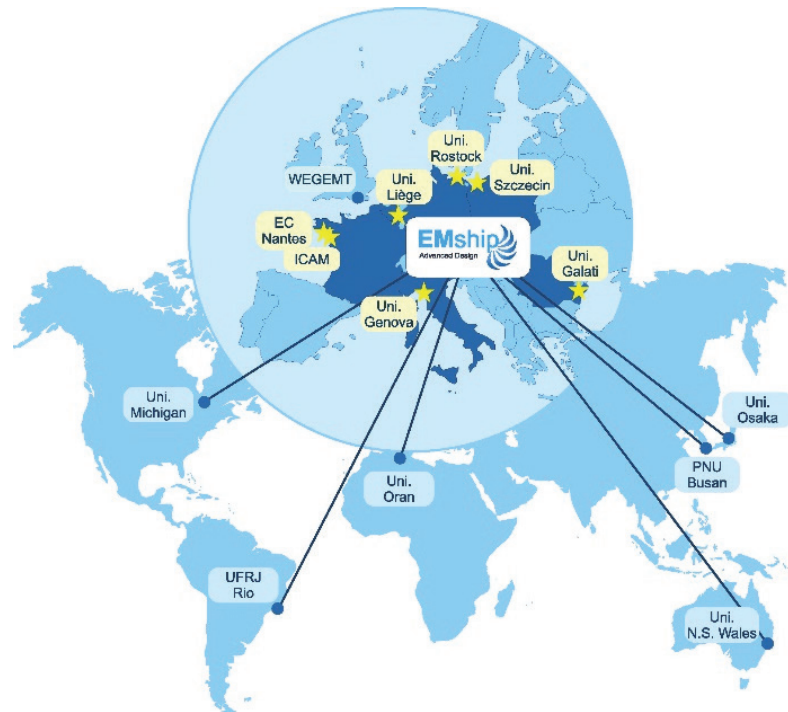 Uni.
Rostock
WEGEMT
Uni.
Liège
Uni.
Szczecin
EC
Nantes
ICAM
EMship
Advanced Design
Uni.
Galati
Uni.
Genova
Uni.
Michigan
Uni.
Osaka
PNU
Busan
Uni.
Oran
UFRJ
Rio
Uni.
N.S. Wales